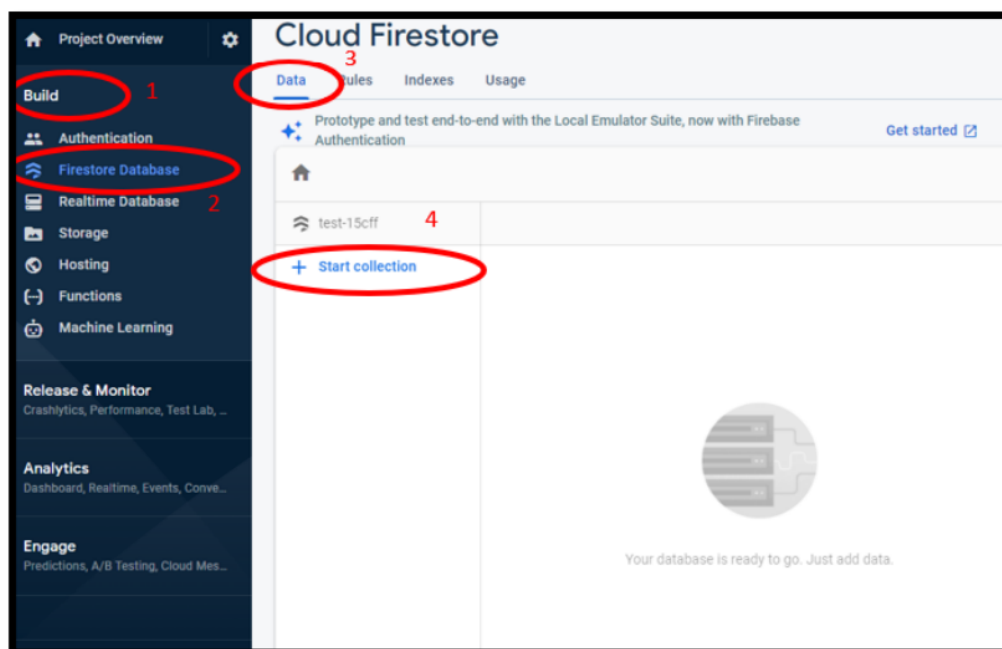 Project Overview
Build
1
Authentication
Firestore Database
2
Realtime Database
Storage
Hosting
Functions
Machine Learning
Release & Monitor
Crashlytics, Performance, Test Lab, ...
Analytics
Dashboard, Realtime, Events, Conve...
Engage
Predictions, A/B Testing, Cloud Mes...
Cloud Firestore
3
Data Rules Indexes Usage
Prototype and test end-to-end with the Local Emulator Suite, now with Firebase
Authentication
Get started
test-15cff
4
+ Start collection
Your database is ready to go. Just add data.